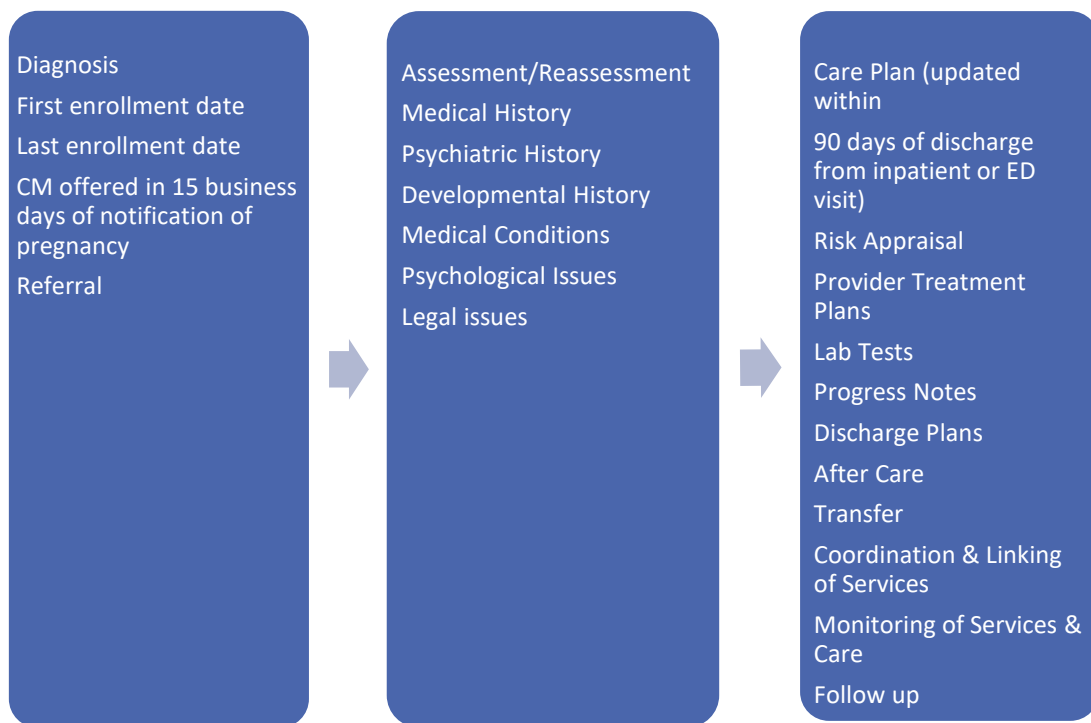 Diagnosis
First enrollment date
Last enrollment date
CM offered in 15 business
days of notification of
pregnancy
Referral
Assessment/Reassessment
Medical History
Psychiatric History
Developmental History
Medical Conditions
Psychological Issues
Legal issues
Care Plan (updated
within
90 days of discharge
from inpatient or ED
visit)
Risk Appraisal
Provider Treatment
Plans
Lab Tests
Progress Notes
Discharge Plans
After Care
Transfer
Coordination & Linking
of Services
Monitoring of Services &
Care
Follow up